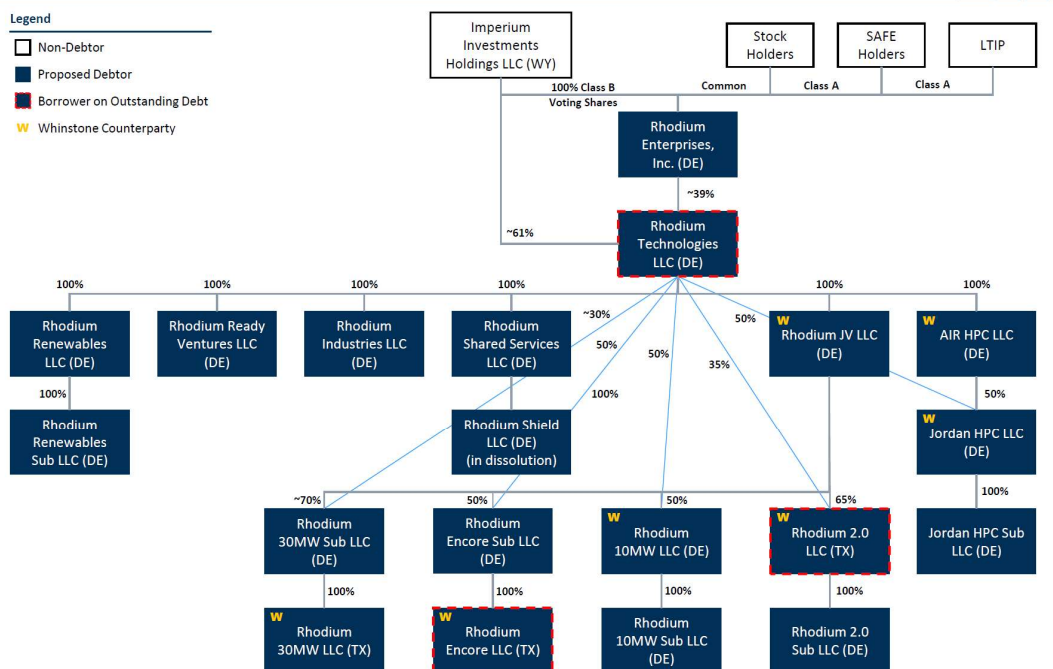 Legend
Non-Debtor
Proposed Debtor
Borrower on Outstanding Debt
W Whinstone Counterparty
Imperium
Investments
Holdings LLC (WY)
Stock
Holders
SAFE
Holders
LTIP
100% Class B
Voting Shares
Common
Class A
Class A
Rhodium
Enterprises,
Inc. (DE)
~39%
~61%
Rhodium
Technologies
LLC (DE)
100%
100%
100%
100%
100%
100%
Rhodium
Renewables
LLC (DE)
Rhodium Ready
Ventures LLC
(DE)
Rhodium
Industries LLC
(DE)
Rhodium
Shared Services
LLC (DE)
~30%
50%
50%
35%
50%
W
Rhodium JV LLC
(DE)
W
AIR HPC LLC
(DE)
100%
100%
50%
Rhodium
Renewables
Sub LLC (DE)
Rhodium Shield
LLC (DE)
(in dissolution)
W
Jordan HPC LLC
(DE)
~70%
50%
50%
65%
100%
Rhodium
30MW Sub LLC
(DE)
Rhodium
Encore Sub LLC
(DE)
W
Rhodium
10MW LLC (DE)
W
Rhodium 2.0
LLC (TX)
Jordan HPC Sub
LLC (DE)
100%
100%
100%
100%
W
Rhodium
30MW LLC (TX)
W
Rhodium
Encore LLC (TX)
Rhodium
10MW Sub LLC
(DE)
Rhodium 2.0
Sub LLC (DE)